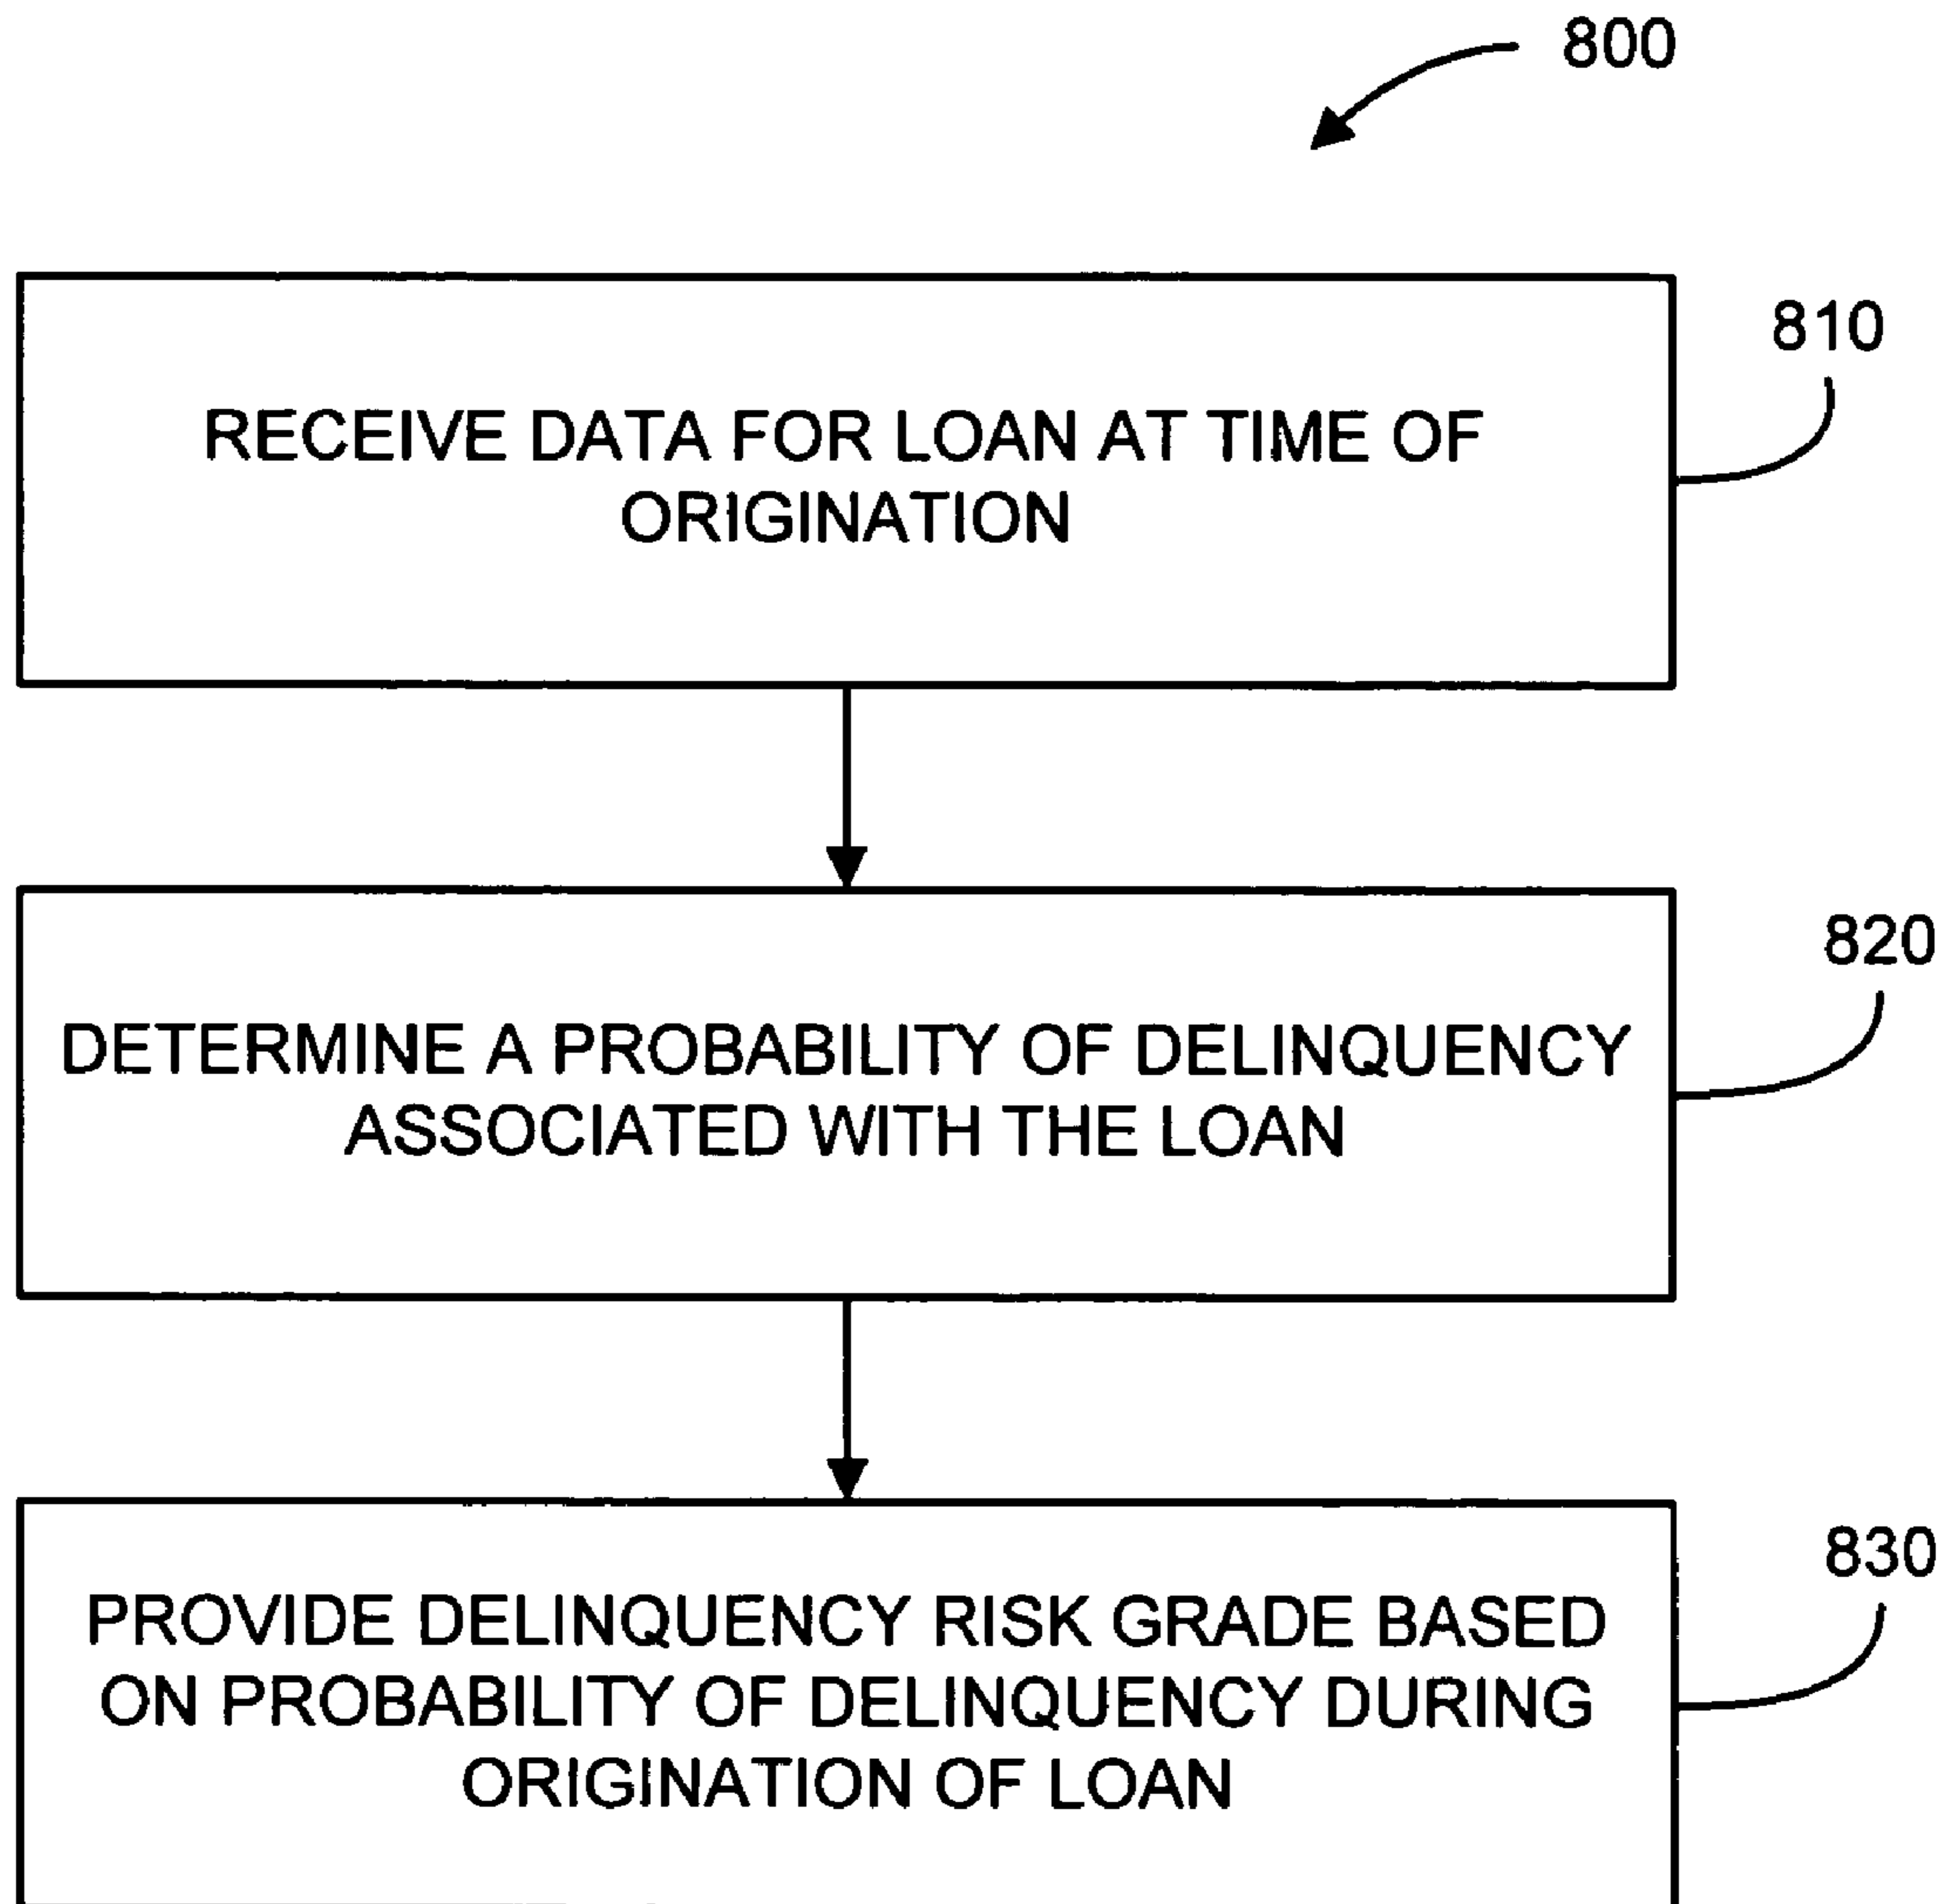 800
810
RECEIVE DATA FOR LOAN AT TIME OF
ORIGINATION
820
DETERMINE A PROBABILITY OF DELINQUENCY
ASSOCIATED WITH THE LOAN
830
PROVIDE DELINQUENCY RISK GRADE BASED
ON PROBABILITY OF DELINQUENCY DURING
ORIGINATION OF LOAN